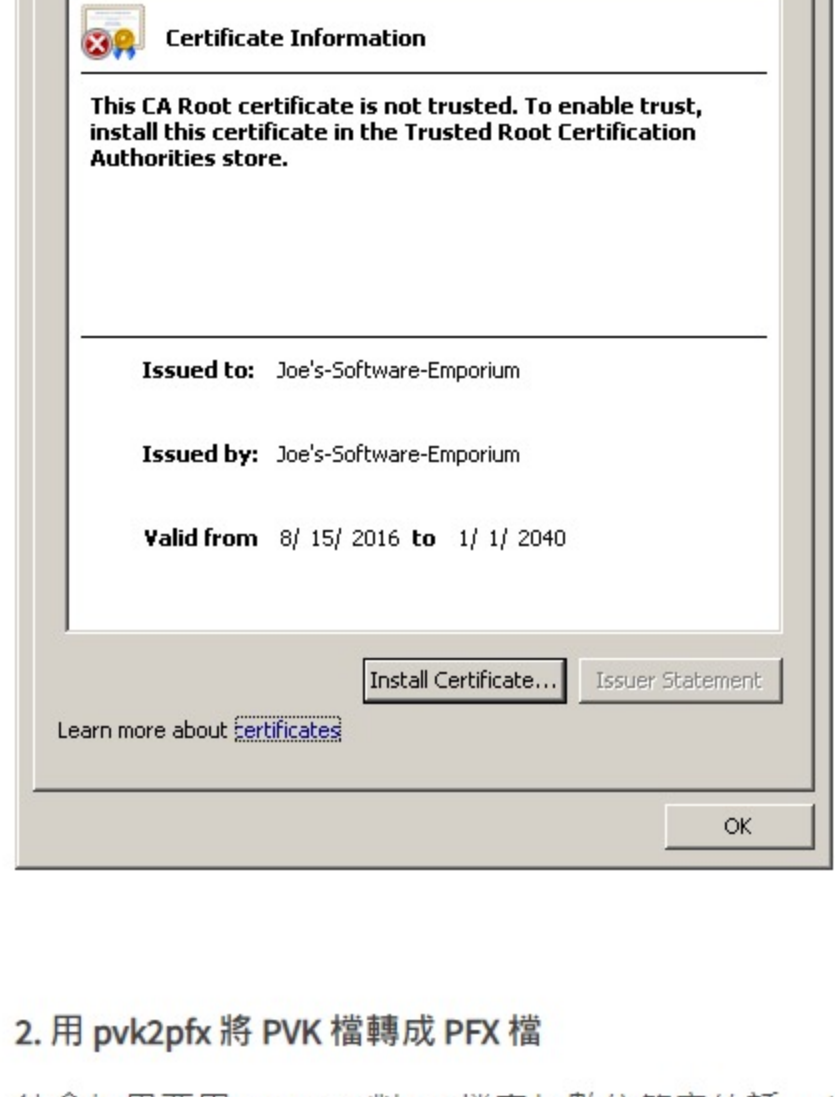 Certificate Information
This CA Root certificate is not trusted. To enable trust,
install this certificate in the Trusted Root Certification
Authorities store.
Issued to: Joe's-Software-Emporium
Issued by: Joe's-Software-Emporium
Valid from 8/ 15/ 2016 to 1/ 1/ 2040
Install Certificate...
Issuer Statement
Learn more about certificates
OK
2. 用 pvk2pfx 將 PVK 檔轉成 PFX 檔